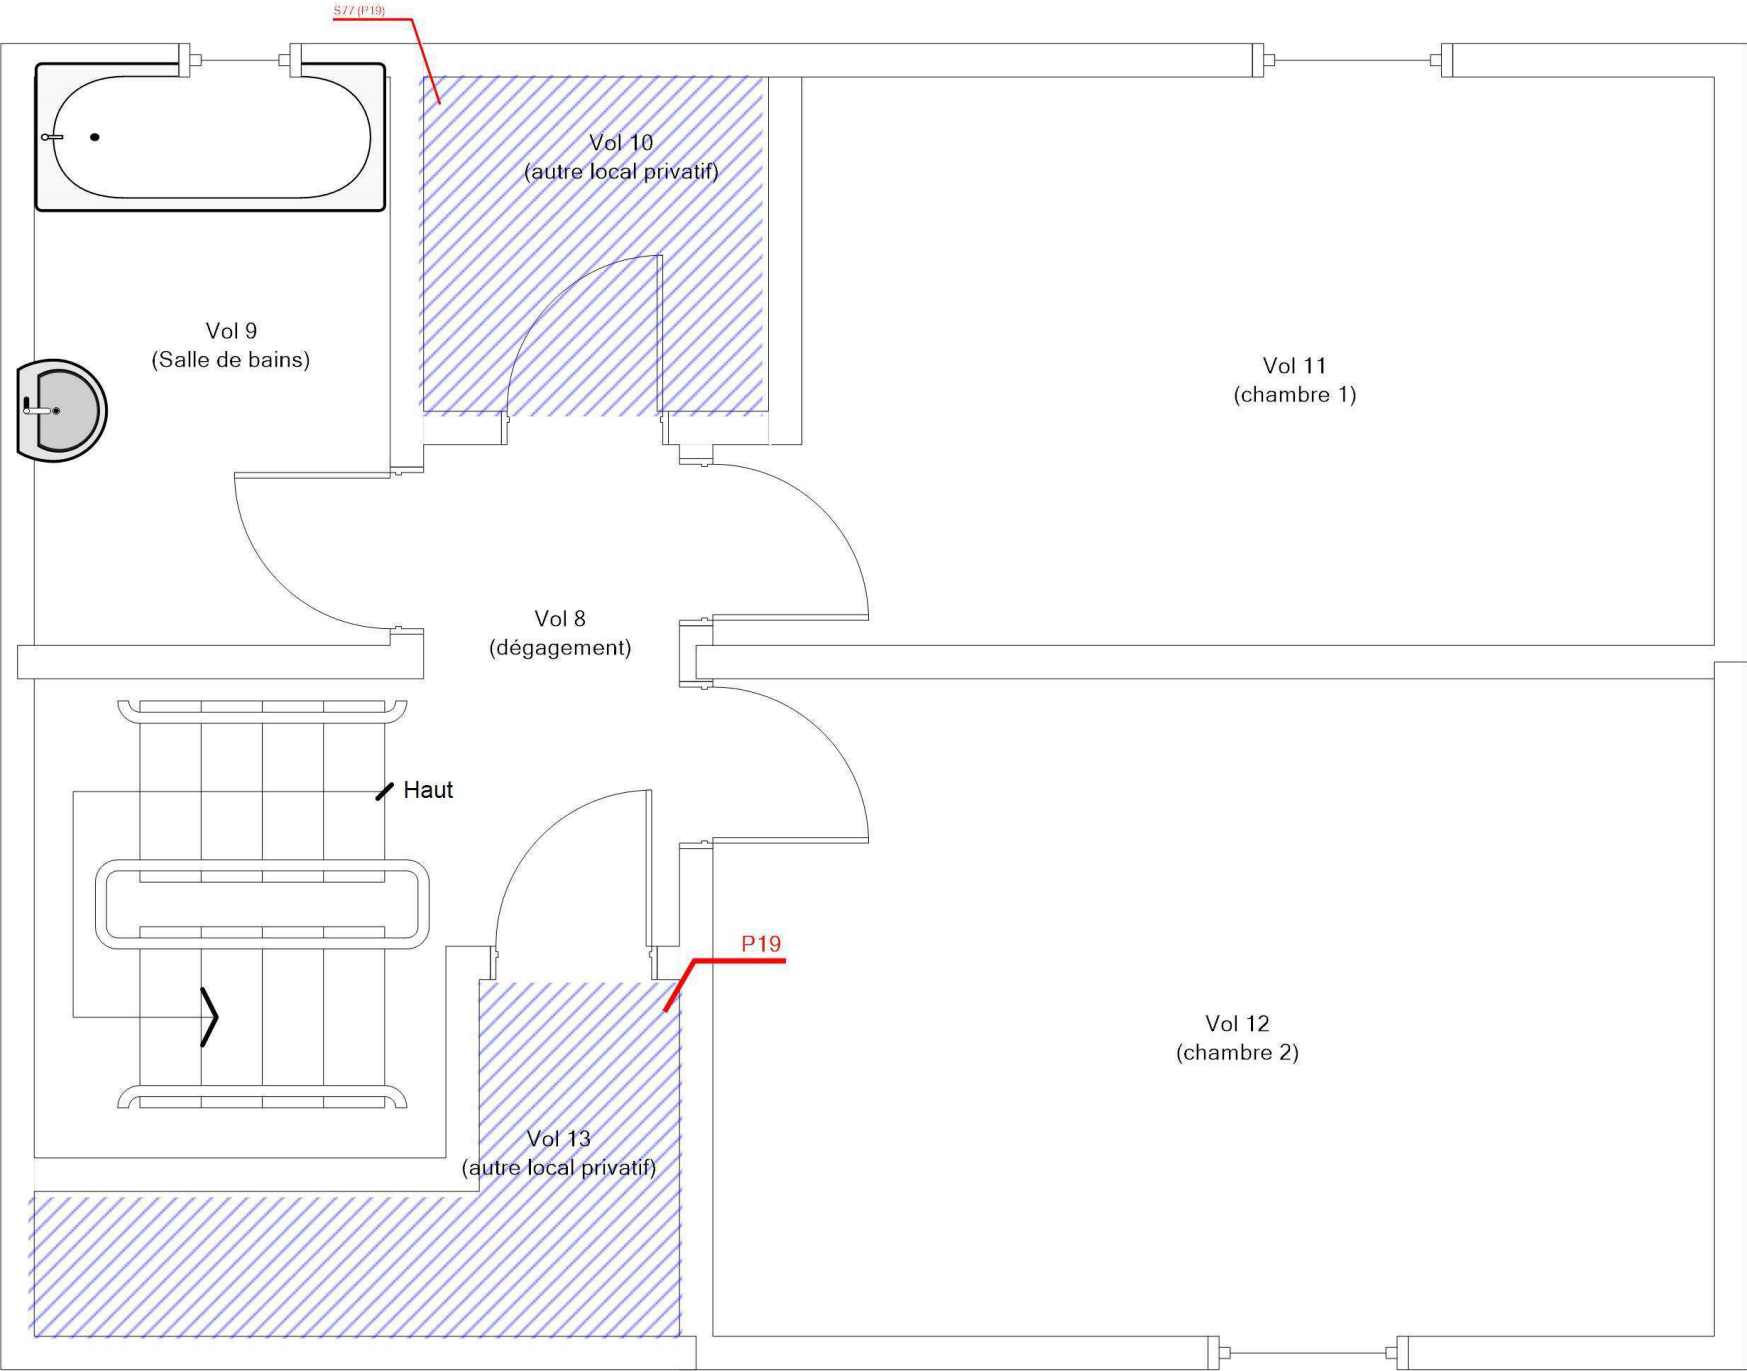 S77 (P19)
Vol 10
(autre local privatif)
Vol 9
(Salle de bains)
Vol 11
(chambre 1)
Vol 8
(dégagement)
Haut
P19
Vol 12
(chambre 2)
Vol 13
(autre local privatif)